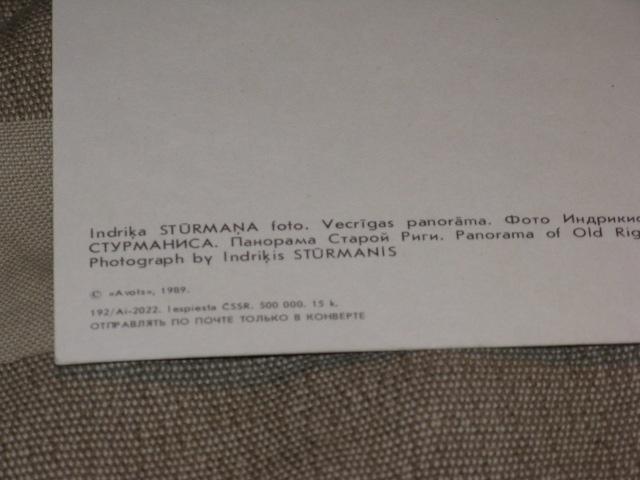 Indriķa STŪRMAŅA foto. Vecrīgas panorāma. Фото Индрикис
СТУРМАНИСА. Панорама Старой Риги. Panorama of Old Rig
Photograph by Indriķis STŪRMANIS
© «Avots», 1989.
192/Ai-2022. Iespiests ČSSR. 500 000. 15 k.
ОТПРАВЛЯТЬ ПО ПОЧТЕ ТОЛЬКО В КОНВЕРТЕ